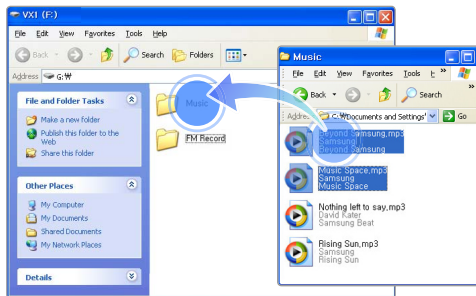 VX1 (F:)
File Edit View Favorites Tools Help
Back Search Folders
Address G:₩
File and Folder Tasks
Make a new folder
Publish this folder to the
Web
Share this folder
Other Places
My Computer
My Documents
Shared Documents
My Network Places
Details
Music
FM Record
Music
File Edit View Favorites Tools »
Back Search »
Address G:₩Documents and Settings' Go
Beyond Samsung,mp3
Samsung
Beyond Samsung
Music Space,mp3
Samsung
Music Space
Nothing left to say,mp3
David Kater
Samsung Beat
Rising Sun,mp3
Samsung
Rising Sun